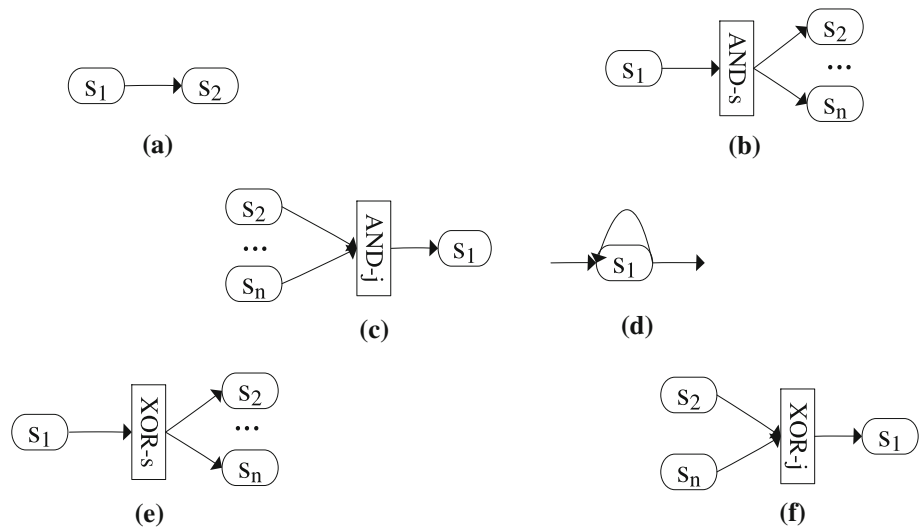 s1
s2
(a)
s1
AND-s
s2
...
sn
(b)
s2
...
sn
AND-j
s1
(c)
s1
(d)
s1
XOR-s
s2
...
sn
(e)
s2
sn
XOR-j
s1
(f)